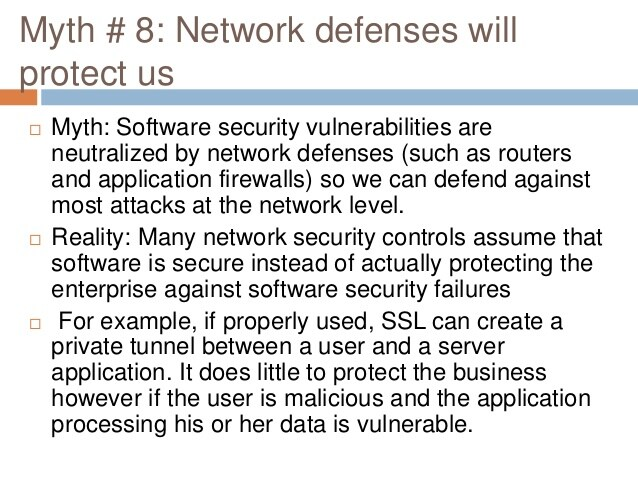 Myth # 8: Network defenses will
protect us
Myth: Software security vulnerabilities are
neutralized by network defenses (such as routers
and application firewalls) so we can defend against
most attacks at the network level.
Reality: Many network security controls assume that
software is secure instead of actually protecting the
enterprise against software security failures
For example, if properly used, SSL can create a
private tunnel between a user and a server
application. It does little to protect the business
however if the user is malicious and the application
processing his or her data is vulnerable.